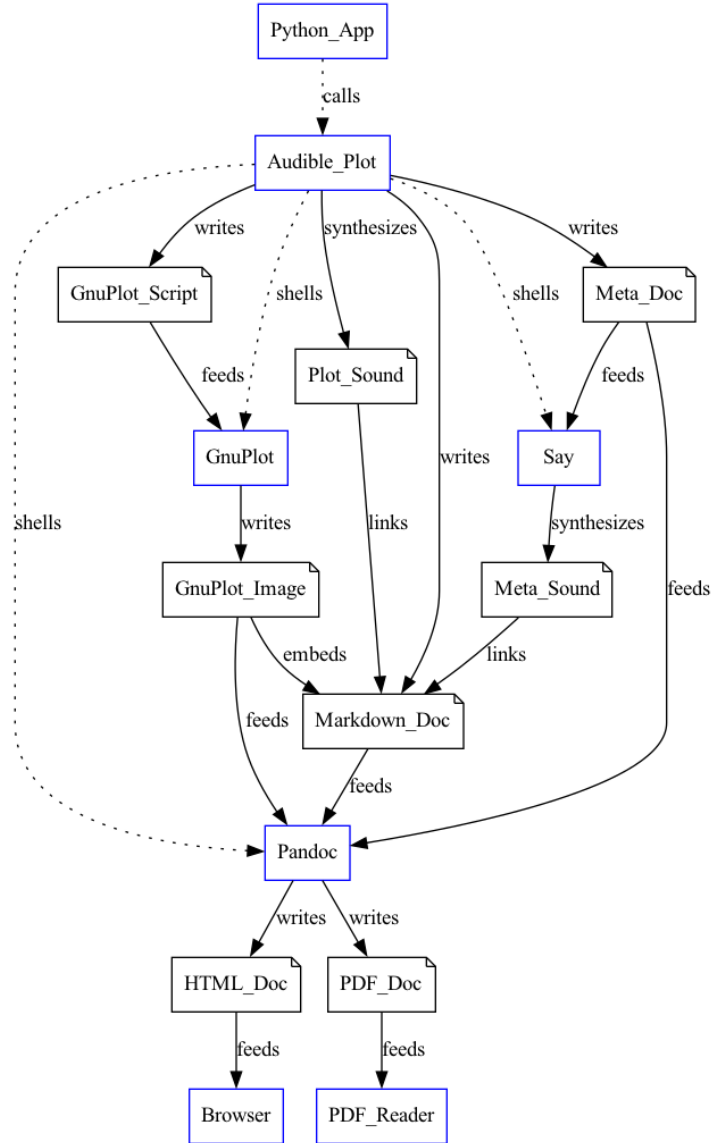 Python_App
calls
Audible_Plot
writes
synthesizes
writes
GnuPlot_Script
shells
shells
Meta_Doc
feeds
Plot_Sound
feeds
GnuPlot
writes
Say
shells
writes
links
synthesizes
feeds
GnuPlot_Image
Meta_Sound
embeds
links
feeds
Markdown_Doc
feeds
Pandoc
writes
writes
HTML_Doc
PDF_Doc
feeds
feeds
Browser
PDF_Reader